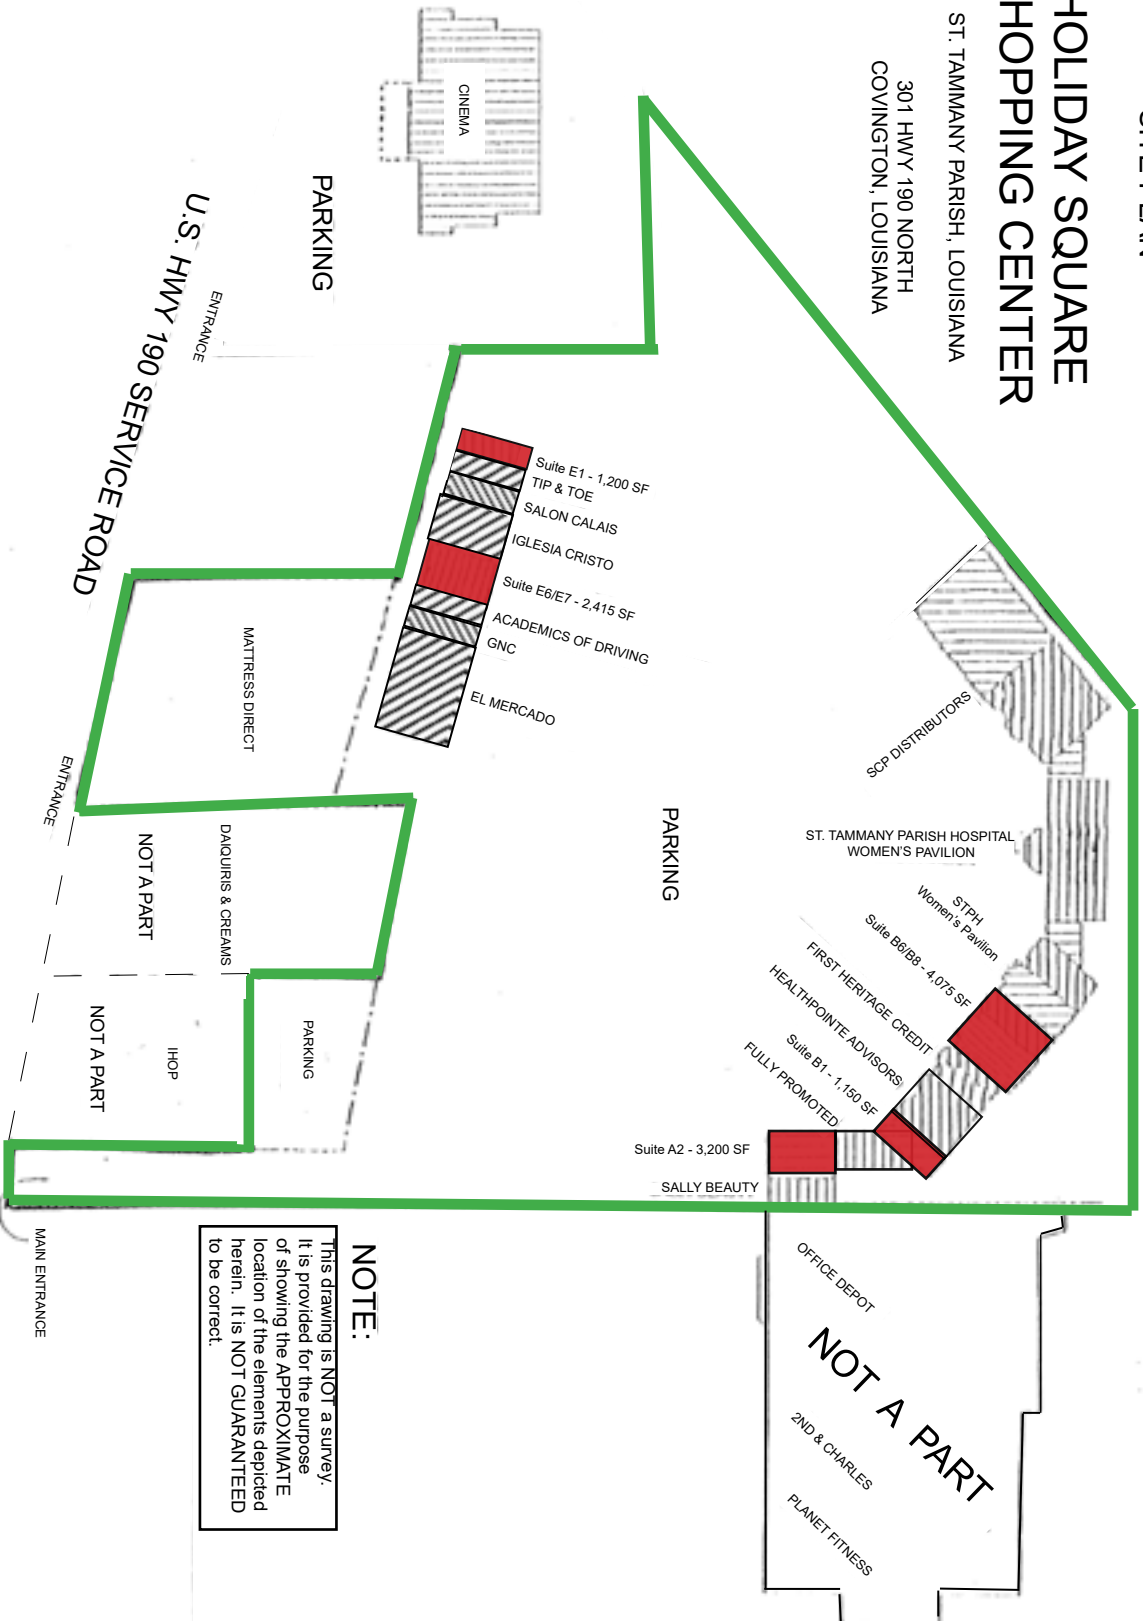 HOLIDAY SQUARE
HOPPING CENTER
ST. TAMMANY PARISH, LOUISIANA
301 HWY 190 NORTH
COVINGTON, LOUISIANA
CINEMA
PARKING
U.S. HWY 190 SERVICE ROAD
ENTRANCE
Suite E1 - 1,200 SF
TIP & TOE
SALON CALAIS
IGLESIA CRISTO
Suite E6/E7 - 2,415 SF
ACADEMICS OF DRIVING
GNC
EL MERCADO
MATTRESS DIRECT
ENTRANCE
DAIQUIRIS & CREAMS
NOT A PART
IHOP
NOT A PART
PARKING
PARKING
SCP DISTRIBUTORS
ST. TAMMANY PARISH HOSPITAL
WOMEN'S PAVILION
STPH
Women's Pavilion
Suite B6/B8 - 4,075 SF
FIRST HERITAGE CREDIT
HEALTHPOINTE ADVISORS
Suite B1 - 1,150 SF
FULLY PROMOTED
Suite A2 - 3,200 SF
SALLY BEAUTY
MAIN ENTRANCE
OFFICE DEPOT
NOT A PART
2ND & CHARLES
PLANET FITNESS
NOTE:
This drawing is NOT a survey.
It is provided for the purpose
of showing the APPROXIMATE
location of the elements depicted
herein. It is NOT GUARANTEED
to be correct.